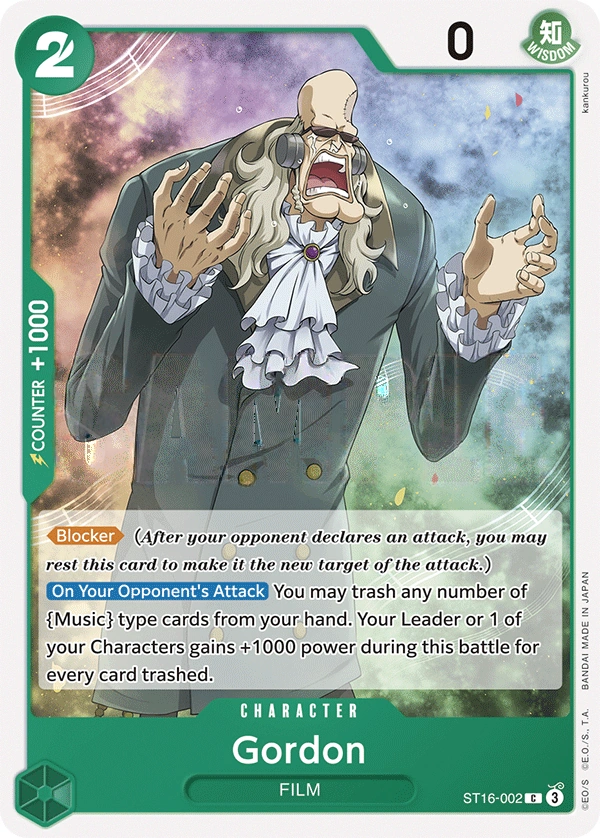 2
0
知
WISDOM
kankurou
COUNTER +1000
SAMPLE
Blocker (After your opponent declares an attack, you may
rest this card to make it the new target of the attack.)
On Your Opponent's Attack You may trash any number of
{Music} type cards from your hand. Your Leader or 1 of
your Characters gains +1000 power during this battle for
every card trashed.
CHARACTER
Gordon
FILM
ST16-002 C 3
©EO/S ©E.O./S., T.A. BANDAI MADE IN JAPAN